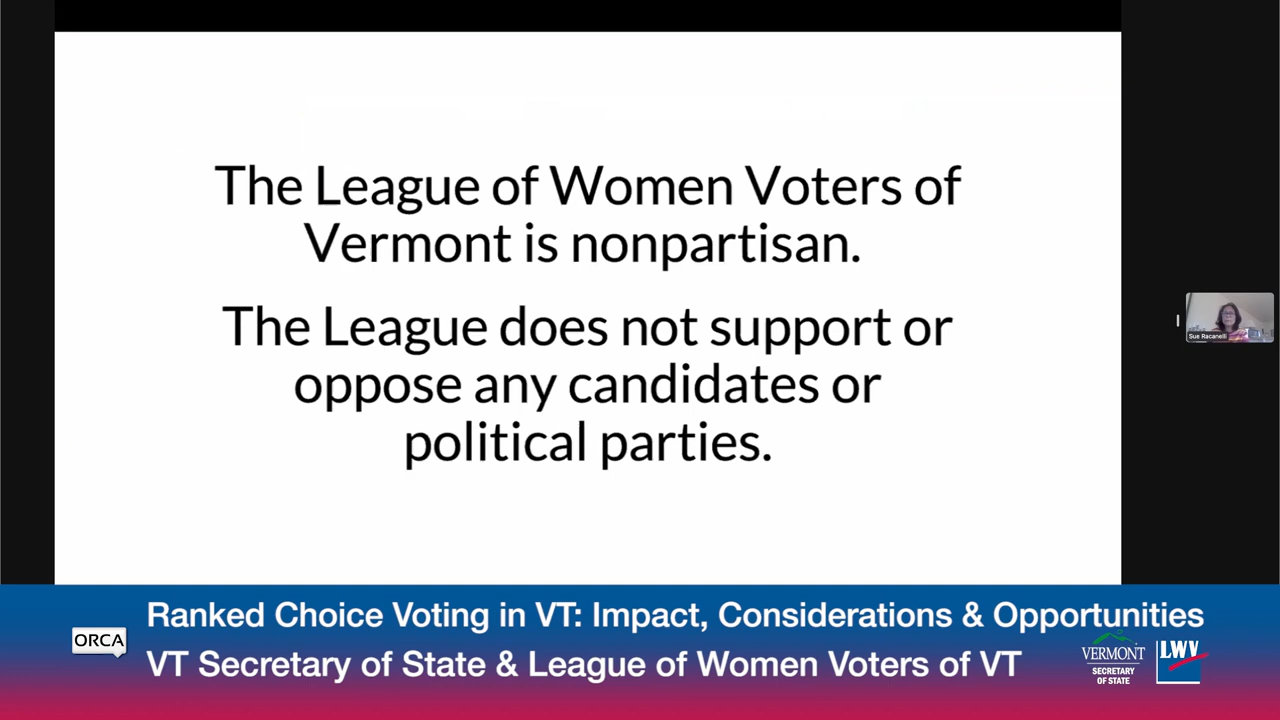 The League of Women Voters of
Vermont is nonpartisan.
The League does not support or
oppose any candidates or
political parties.
Sue Racanelli
Ranked Choice Voting in VT: Impact, Considerations & Opportunities
ORCA
VT Secretary of State & League of Women Voters of VT
VERMONT
SECRETARY
OF STATE
LWV